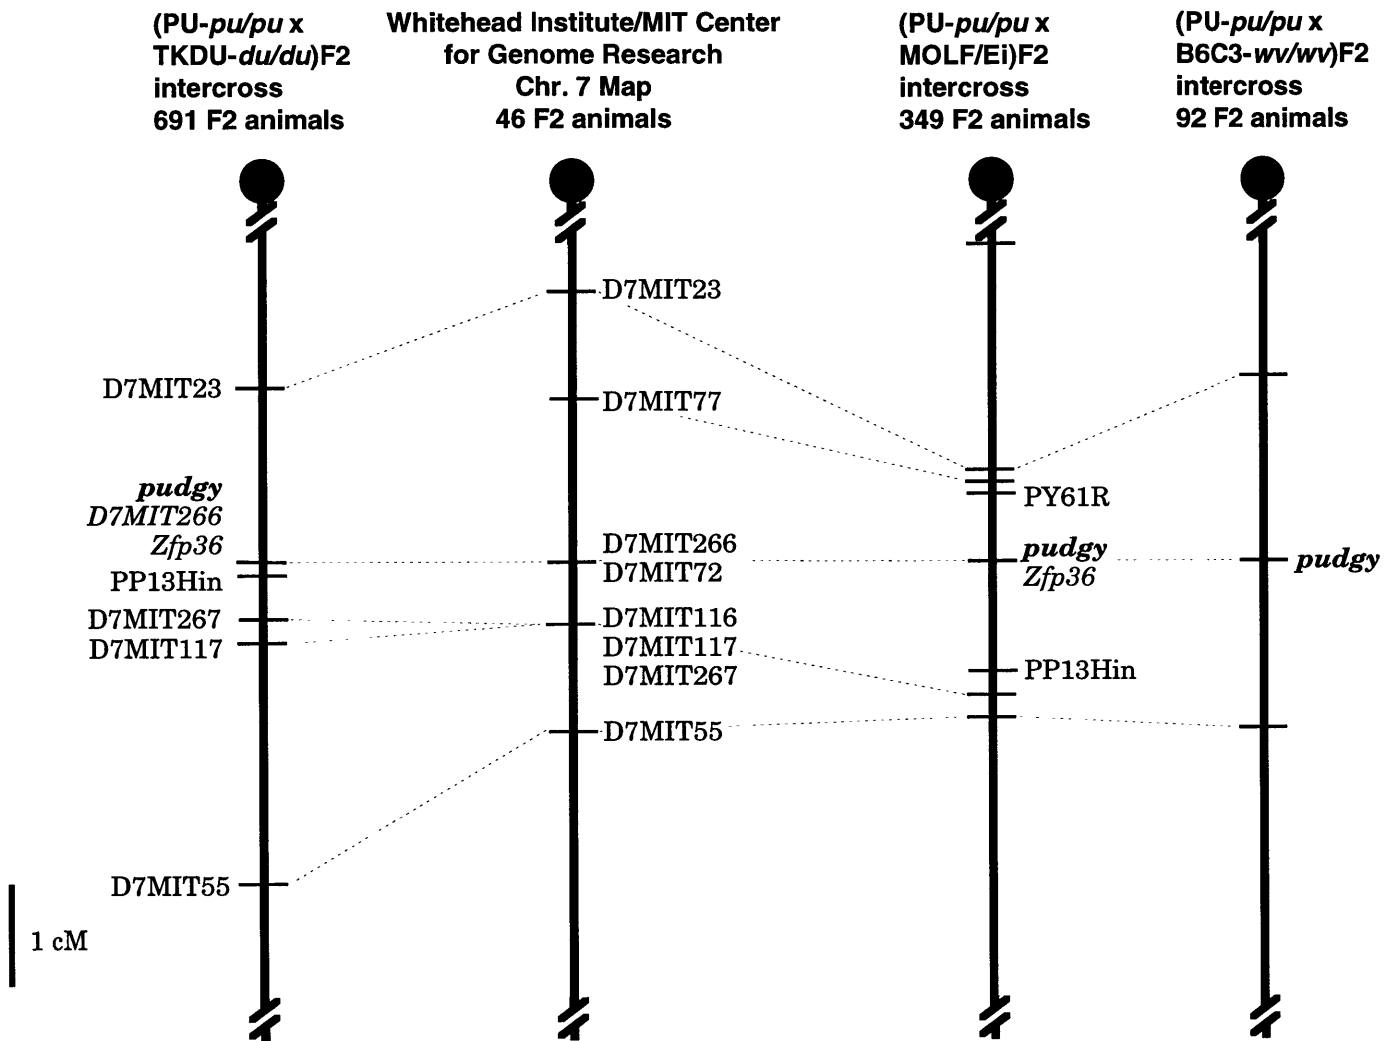 (PU-pu/pu x
TKDU-du/du)F2
intercross
691 F2 animals
Whitehead Institute/MIT Center
for Genome Research
Chr. 7 Map
46 F2 animals
(PU-pu/pu x
MOLF/Ei)F2
intercross
349 F2 animals
(PU-pu/pu x
B6C3-wv/wv)F2
intercross
92 F2 animals
D7MIT23
pudgy
D7MIT266
Zfp36
PP13Hin
D7MIT267
D7MIT117
D7MIT55
1 cM
D7MIT23
D7MIT77
D7MIT266
D7MIT72
D7MIT116
D7MIT117
D7MIT267
D7MIT55
PY61R
pudgy
Zfp36
PP13Hin
pudgy